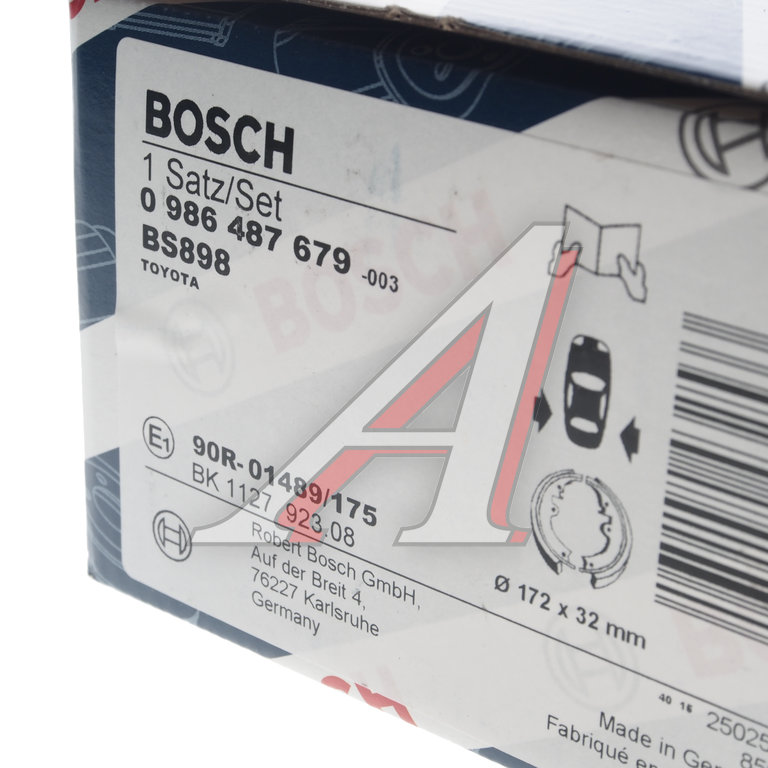 BOSCH
1 Satz/Set
0 986 487 679 -003
BS898
TOYOTA
E1 90R-01489/175
BK 1127 923.08
Robert Bosch GmbH,
Auf der Breit 4,
76227 Karlsruhe
Germany
Ø 172 x 32 mm
40 16 25025
Made in Ger
Fabriqué en